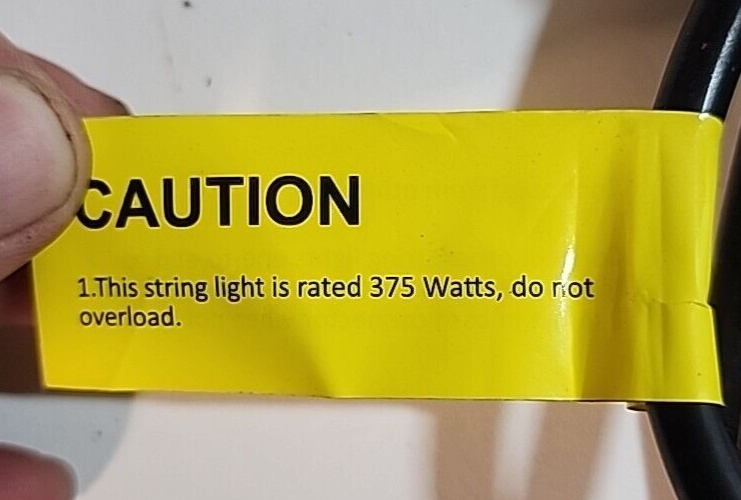 CAUTION
1.This string light is rated 375 Watts, do not
overload.